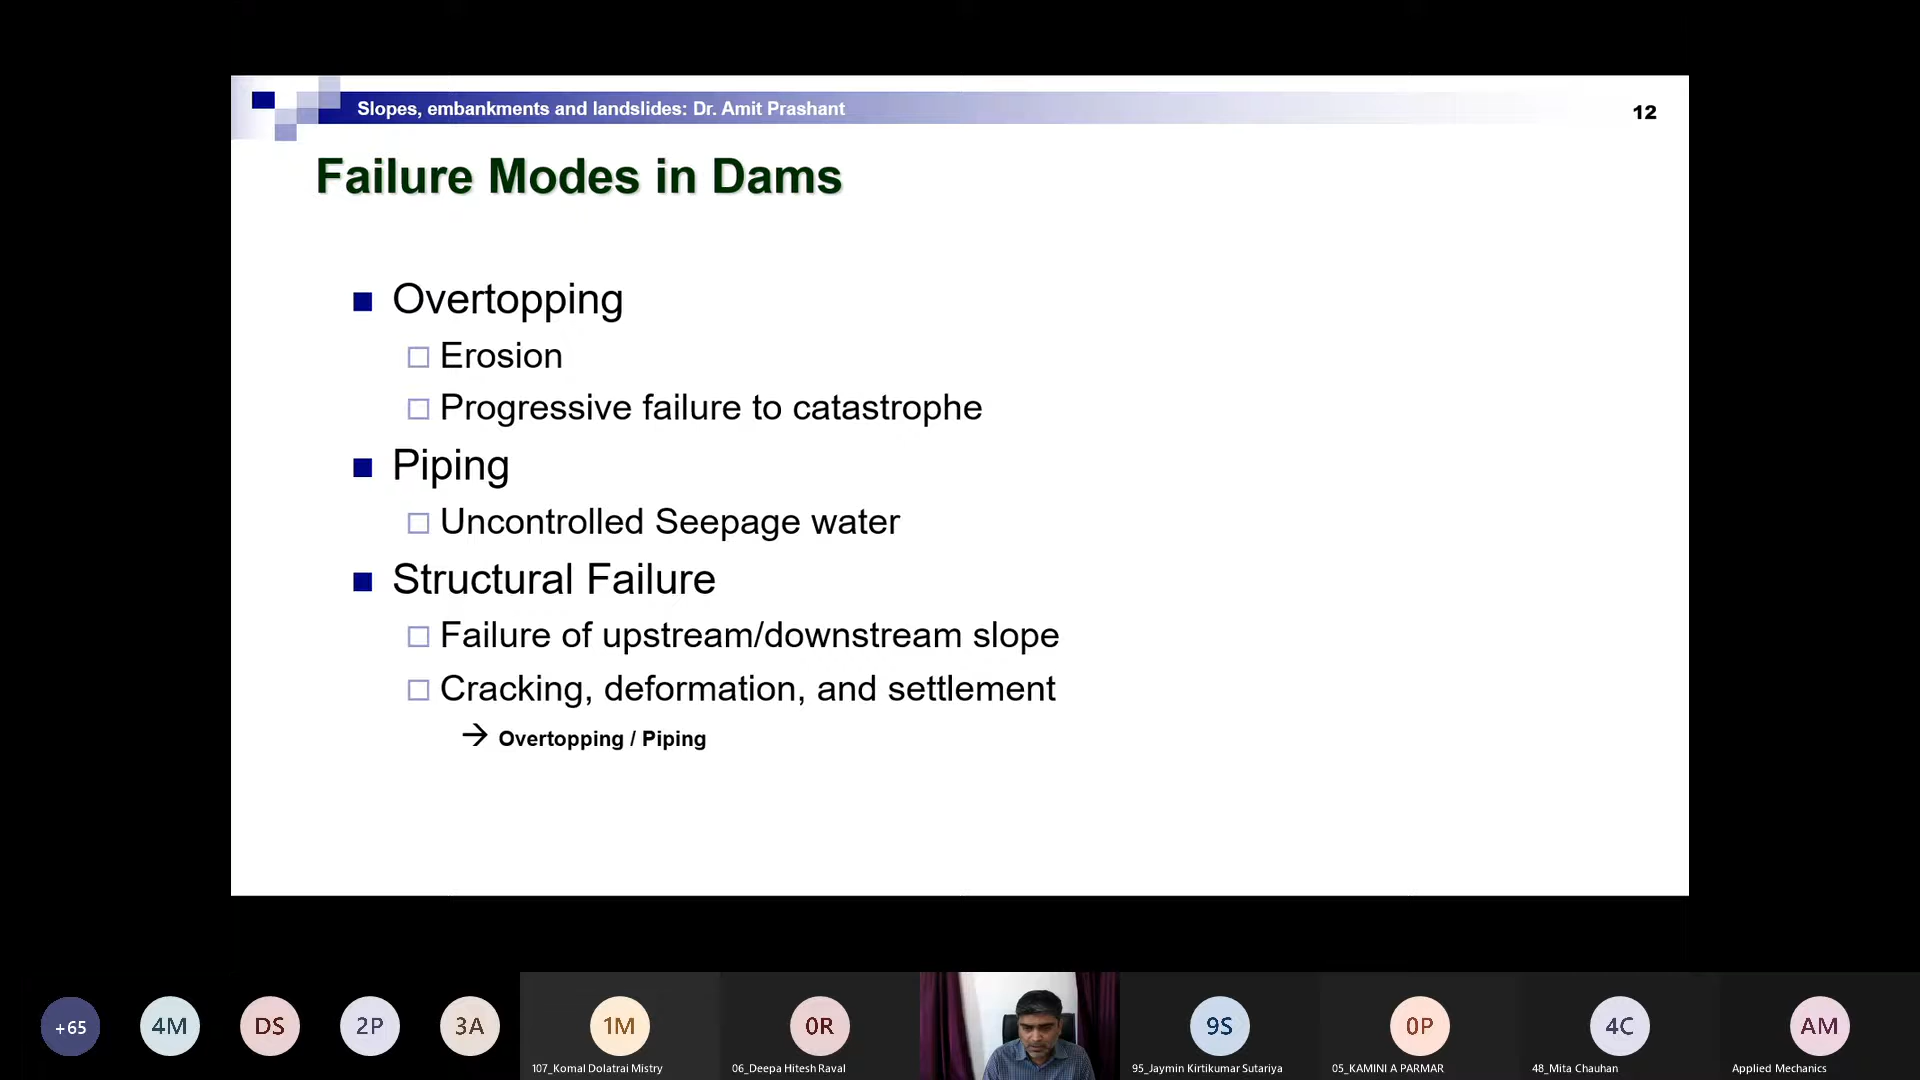 Slopes, embankments and landslides: Dr. Amit Prashant
12
Failure Modes in Dams
Overtopping
Erosion
Progressive failure to catastrophe
Piping
Uncontrolled Seepage water
Structural Failure
Failure of upstream/downstream slope
Cracking, deformation, and settlement
→ Overtopping / Piping
+65
4M
DS
2P
3A
1M
0R
9S
0P
4C
AM
107_Komal Dolatrai Mistry
06_Deepa Hitesh Raval
95_Jaymin Kirtikumar Sutariya
05_KAMINI A PARMAR
48_Mita Chauhan
Applied Mechanics